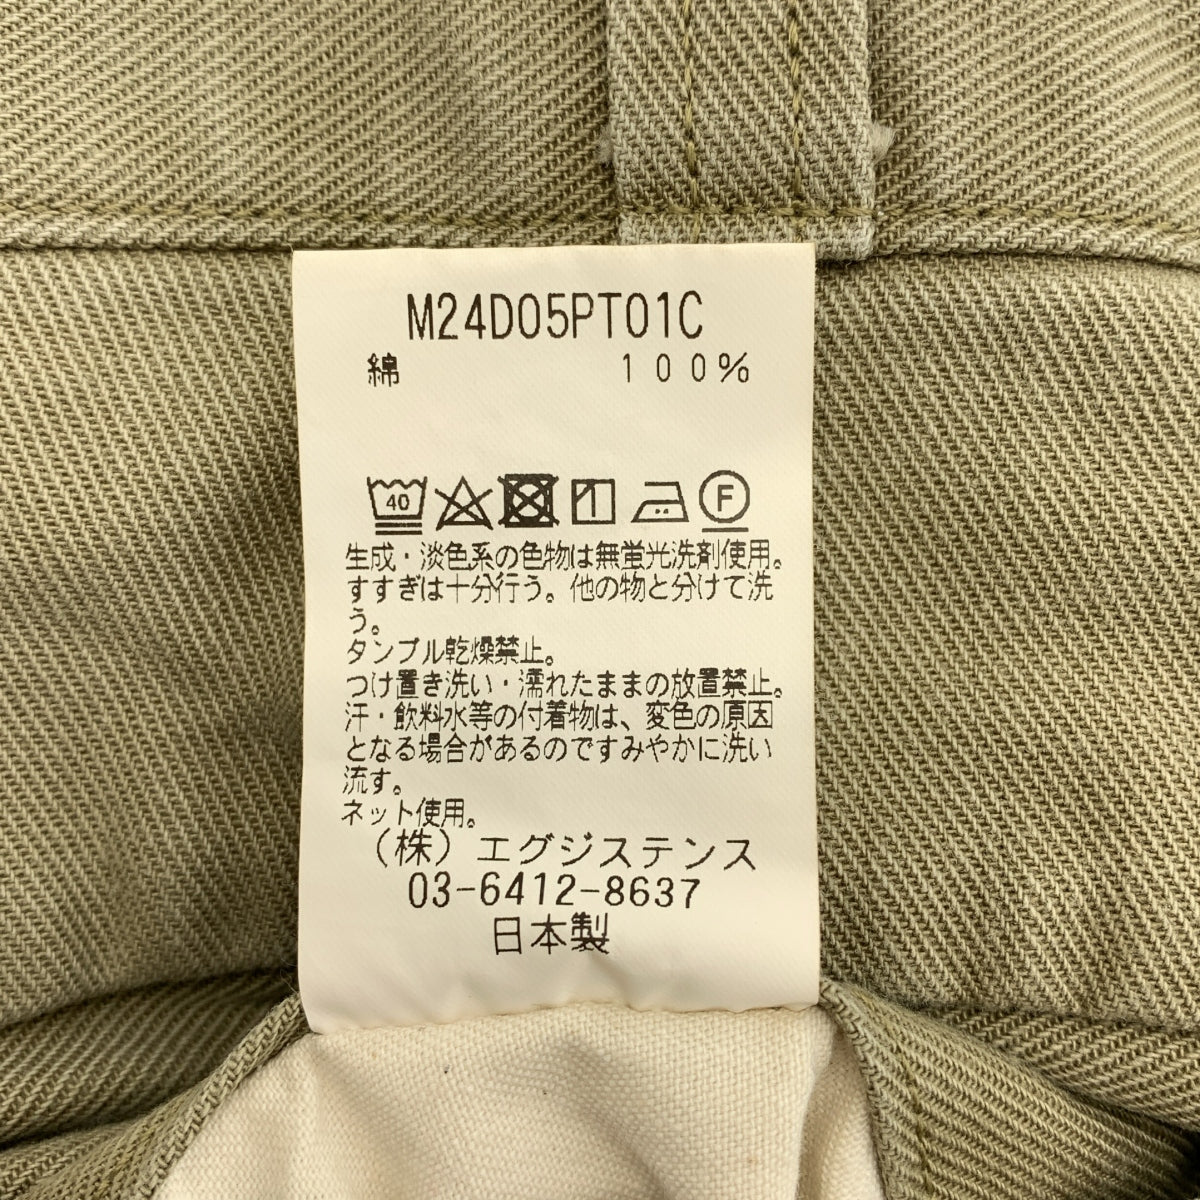 M24D05PT01C
綿 100%
40 F
生成・淡色系の色物は無蛍光洗剤使用。
すすぎは十分行う。他の物と分けて洗
う。
タンブル乾燥禁止。
つけ置き洗い・濡れたままの放置禁止。
汗・飲料水等の付着物は、変色の原因
となる場合があるのですみやかに洗い
流す。
ネット使用。
(株)エグジステンス
03-6412-8637
日本製